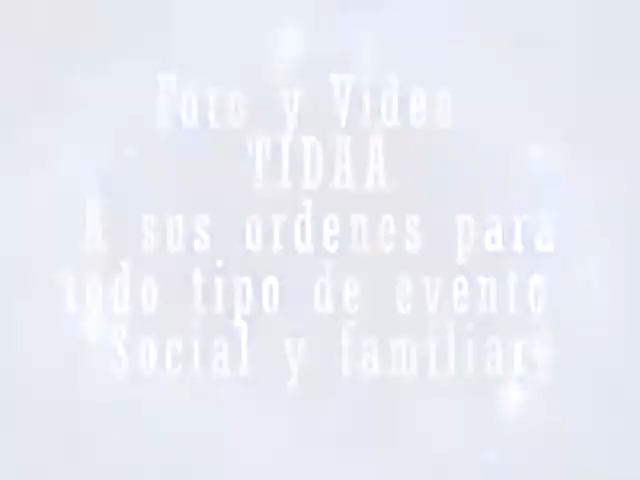 Foto y Video
TIDAA
A sus ordenes para
todo tipo de evento
Social y familiar